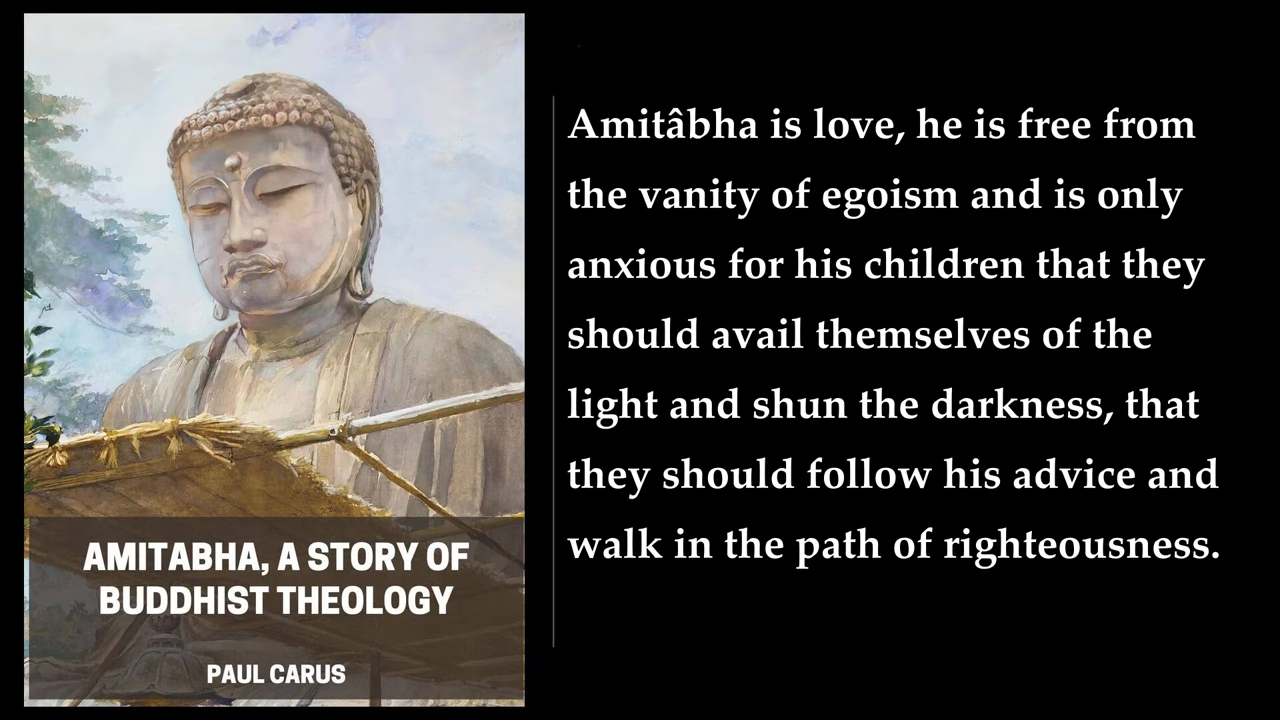 AMITABHA, A STORY OF
BUDDHIST THEOLOGY
PAUL CARUS
Amitâbha is love, he is free from
the vanity of egoism and is only
anxious for his children that they
should avail themselves of the
light and shun the darkness, that
they should follow his advice and
walk in the path of righteousness.